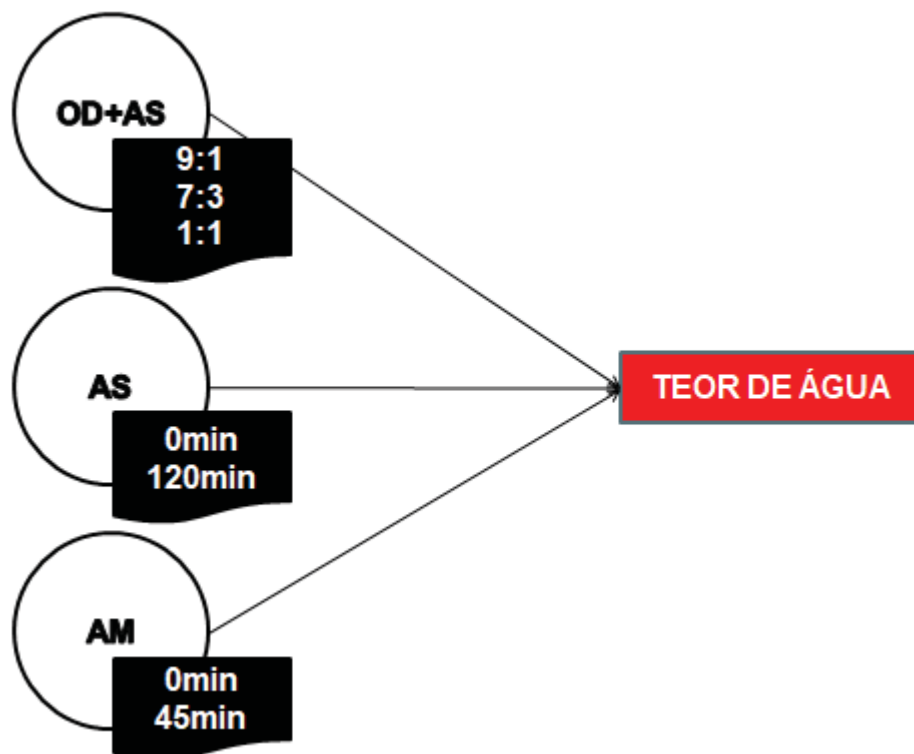 OD+AS
9:1
7:3
1:1
AS
0min
120min
TEOR DE ÁGUA
AM
0min
45min